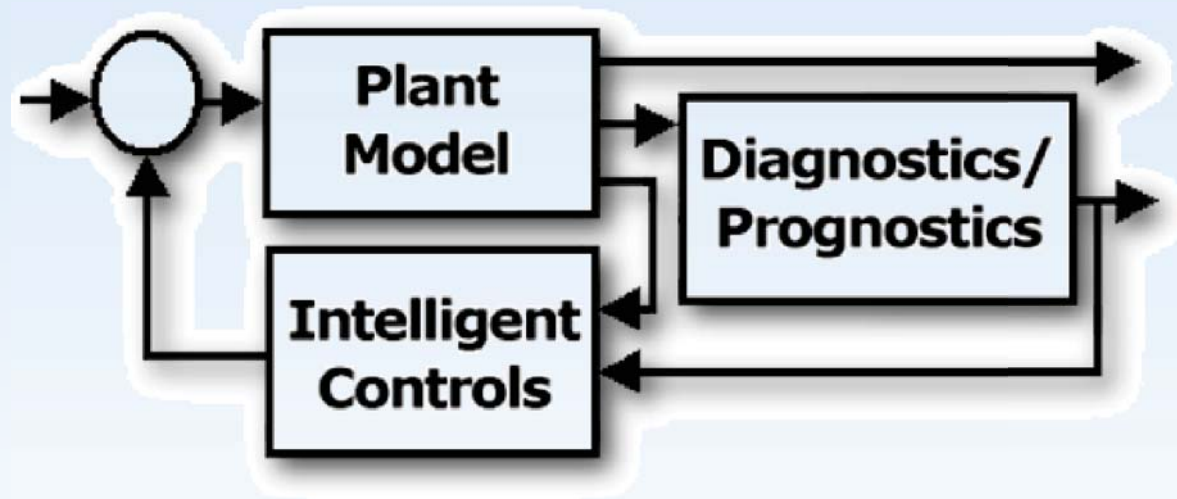 Plant
Model
Diagnostics/
Prognostics
Intelligent
Controls